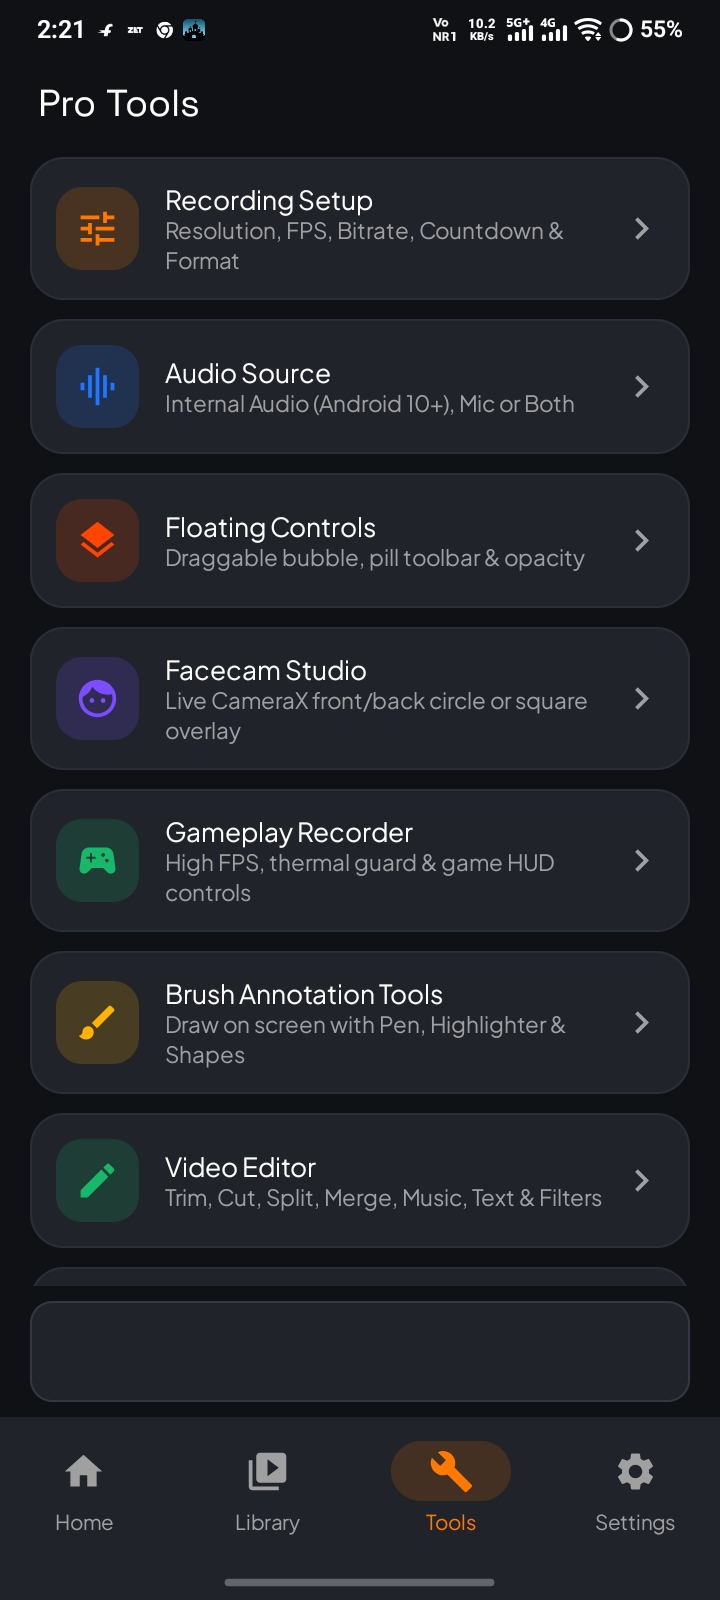 2:21
ZET
Vo
NR1
10.2
KB/s
5G+
4G
55%
Pro Tools
Recording Setup
Resolution, FPS, Bitrate, Countdown &
Format
Audio Source
Internal Audio (Android 10+), Mic or Both
Floating Controls
Draggable bubble, pill toolbar & opacity
Facecam Studio
Live CameraX front/back circle or square
overlay
Gameplay Recorder
High FPS, thermal guard & game HUD
controls
Brush Annotation Tools
Draw on screen with Pen, Highlighter &
Shapes
Video Editor
Trim, Cut, Split, Merge, Music, Text & Filters
Home
Library
Tools
Settings